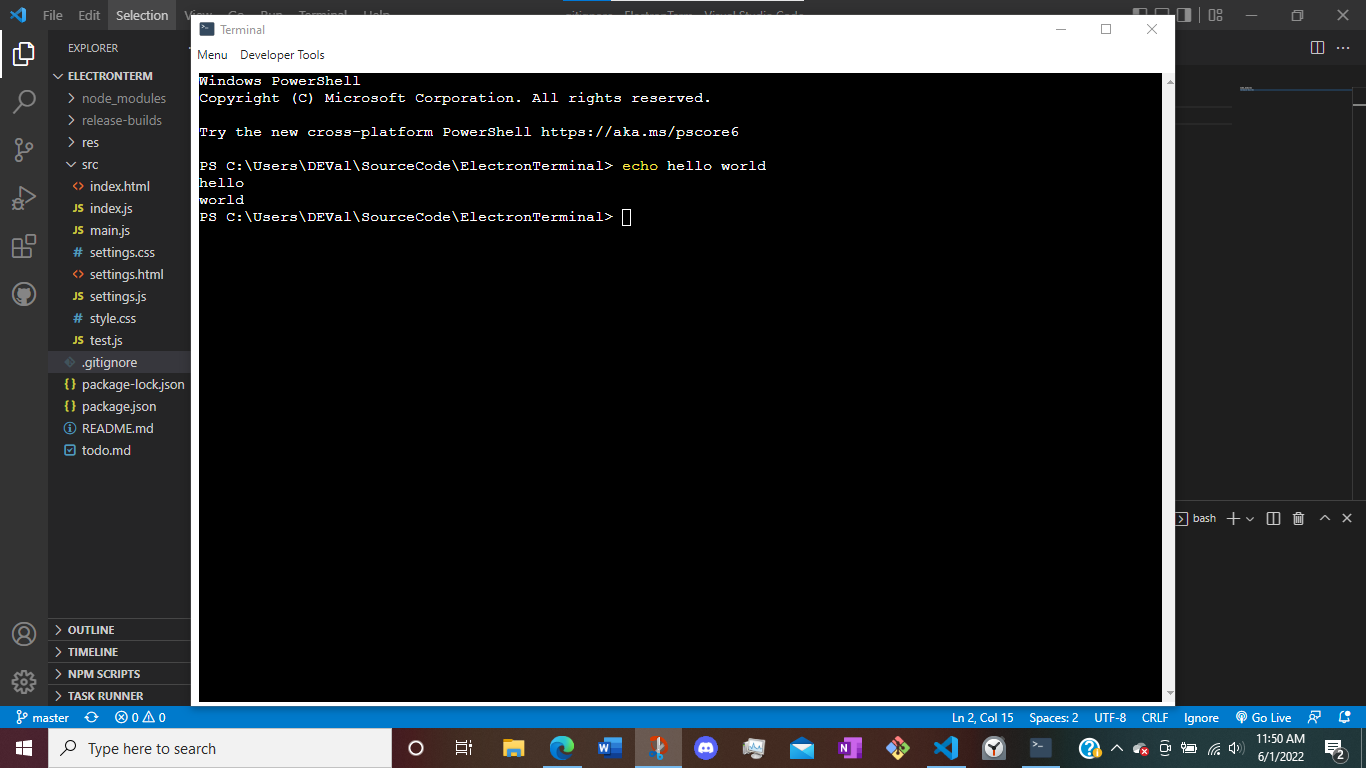 File Edit Selection View Go Run Terminal Help
.gitignore - ElectronTerm - Visual Studio Code
EXPLORER
ELECTRONTERM
node_modules
release-builds
res
src
index.html
JS index.js
JS main.js
# settings.css
settings.html
JS settings.js
# style.css
JS test.js
.gitignore
{} package-lock.json
{} package.json
README.md
todo.md
OUTLINE
TIMELINE
NPM SCRIPTS
TASK RUNNER
Terminal
Menu Developer Tools
Windows PowerShell
Copyright (C) Microsoft Corporation. All rights reserved.
Try the new cross-platform PowerShell https://aka.ms/pscore6
PS C:\Users\DEVal\SourceCode\ElectronTerminal> echo hello world
hello
world
PS C:\Users\DEVal\SourceCode\ElectronTerminal>
bash
master 0 0 Ln 2, Col 15 Spaces: 2 UTF-8 CRLF Ignore Go Live
Type here to search
11:50 AM
6/1/2022
2